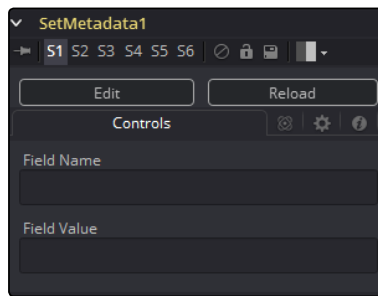 SetMetadata1
S1 S2 S3 S4 S5 S6
Edit Reload
Controls
Field Name
Field Value